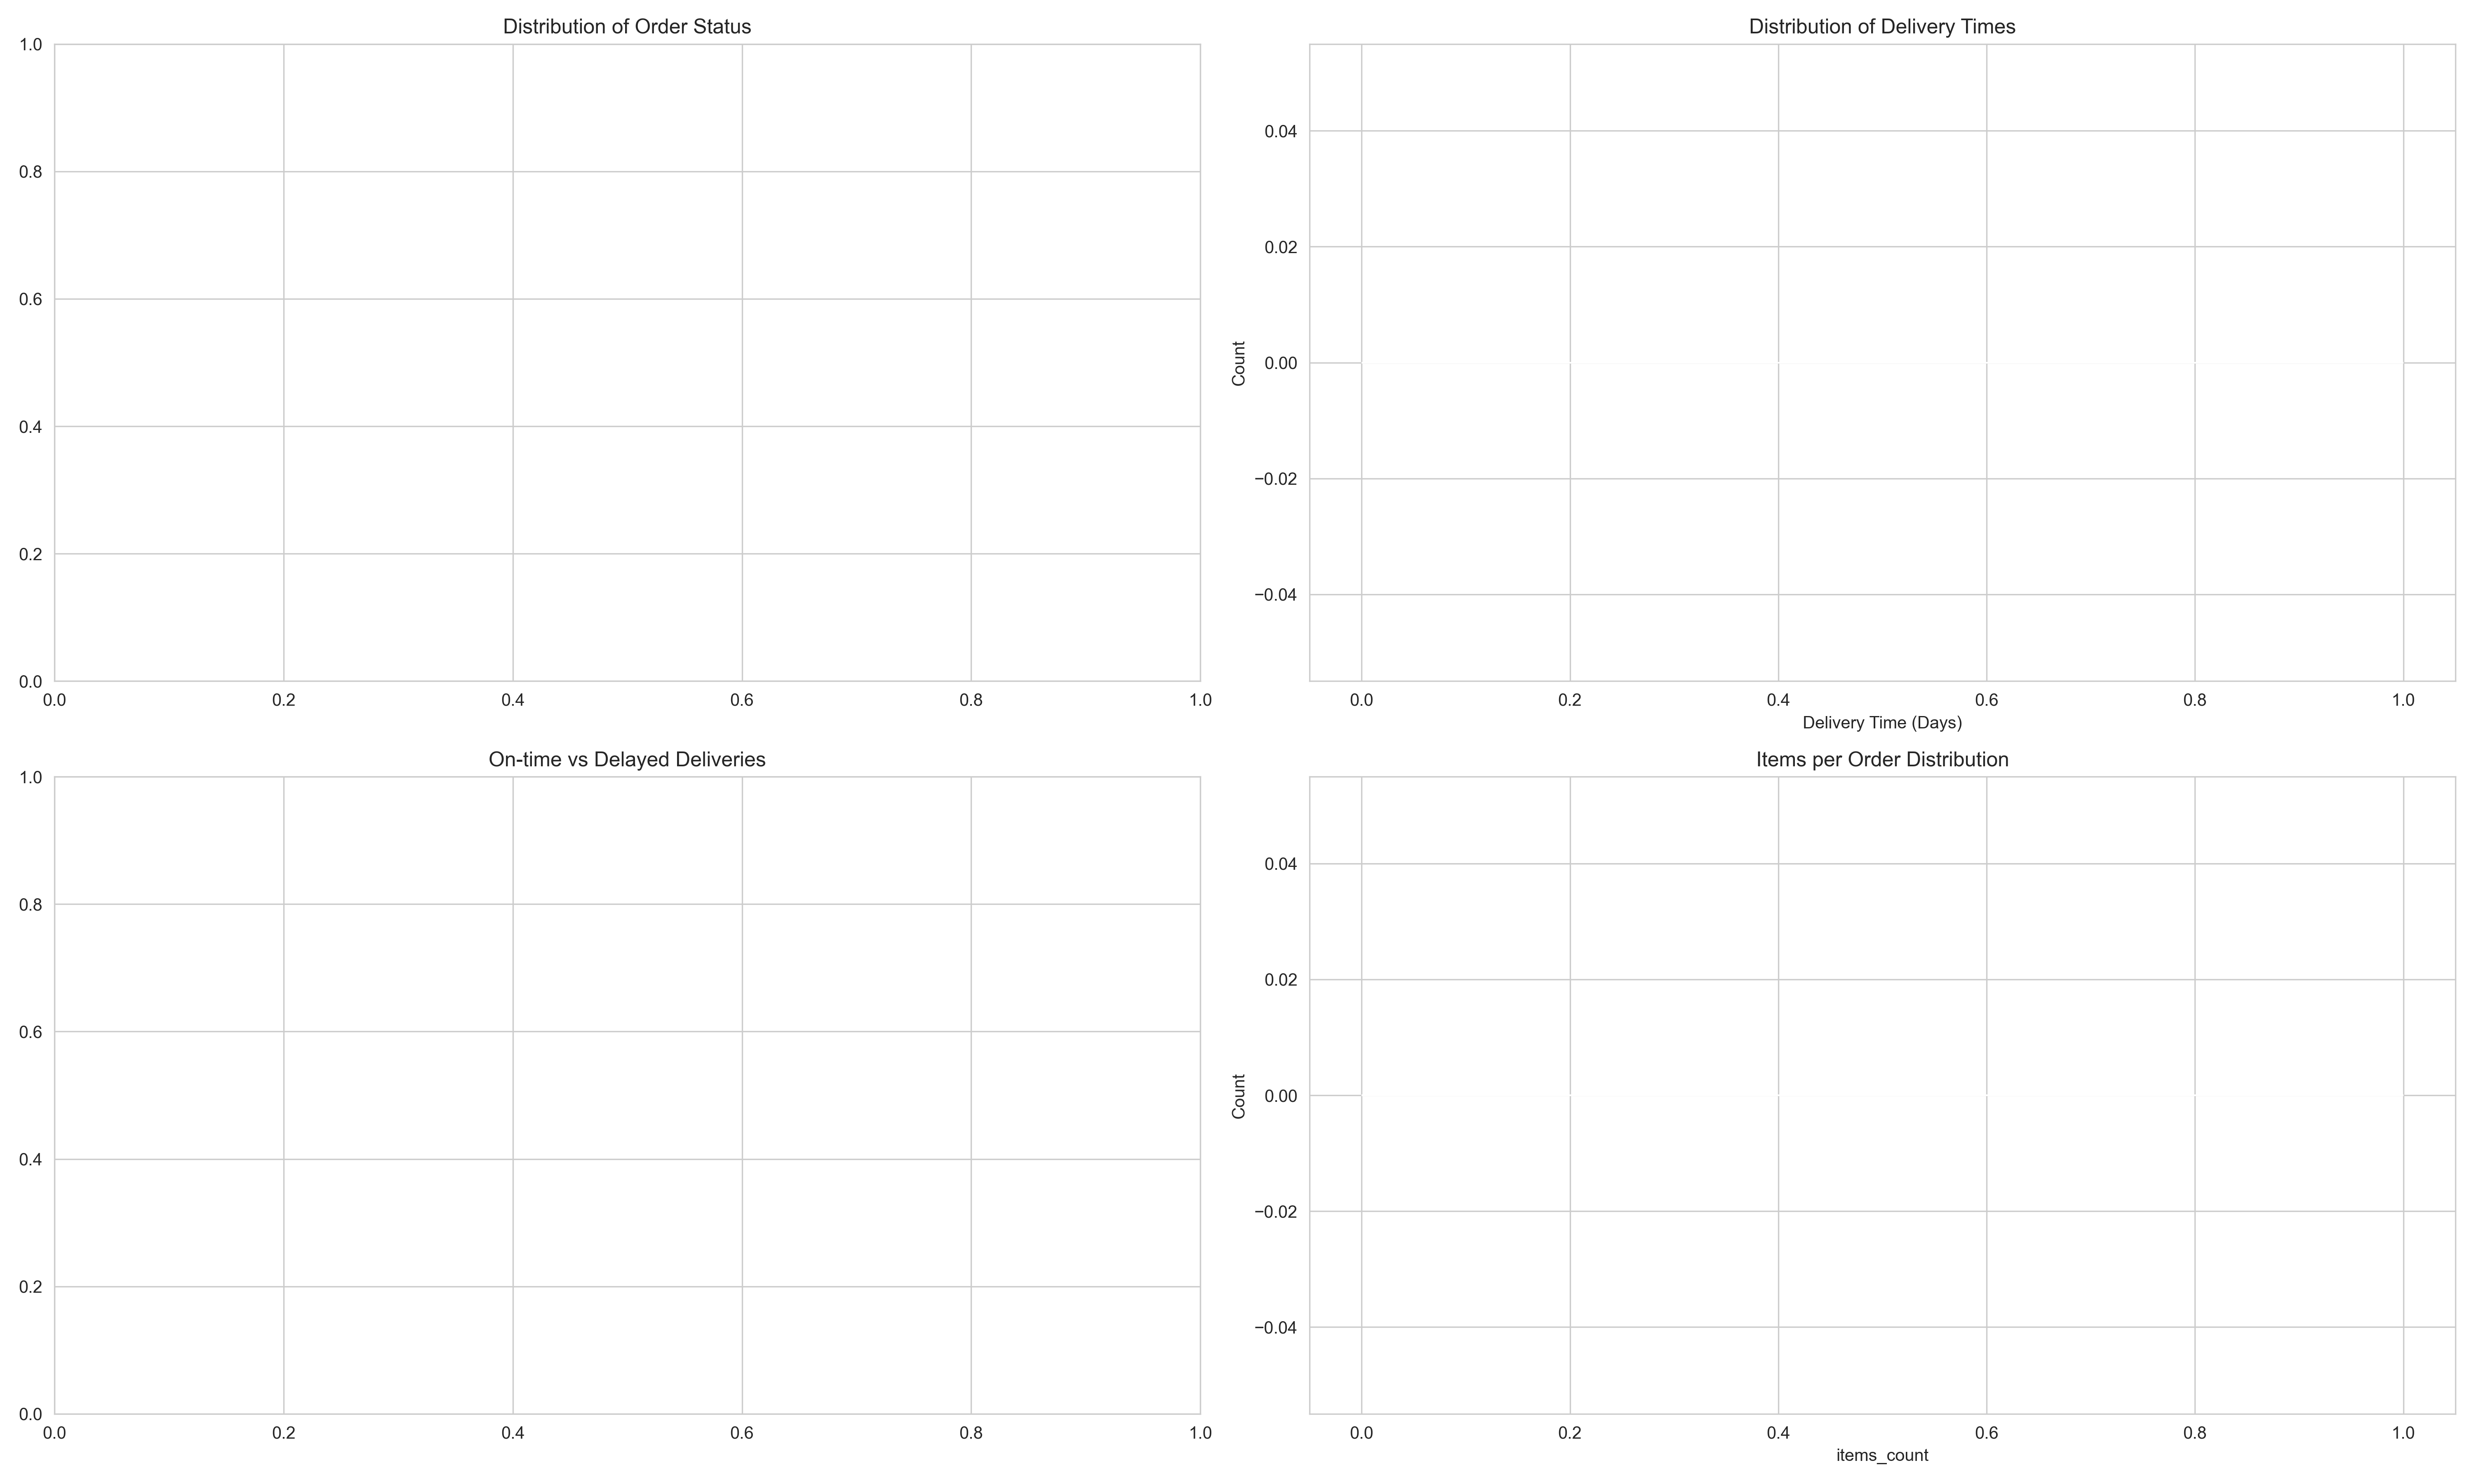 Distribution of Order Status
1.0
0.8
0.6
0.4
0.2
0.0
0.0 0.2 0.4 0.6 0.8 1.0
Distribution of Delivery Times
Count
0.04
0.02
0.00
−0.02
−0.04
0.0 0.2 0.4 0.6 0.8 1.0
Delivery Time (Days)
On-time vs Delayed Deliveries
1.0
0.8
0.6
0.4
0.2
0.0
0.0 0.2 0.4 0.6 0.8 1.0
Items per Order Distribution
Count
0.04
0.02
0.00
−0.02
−0.04
0.0 0.2 0.4 0.6 0.8 1.0
items_count